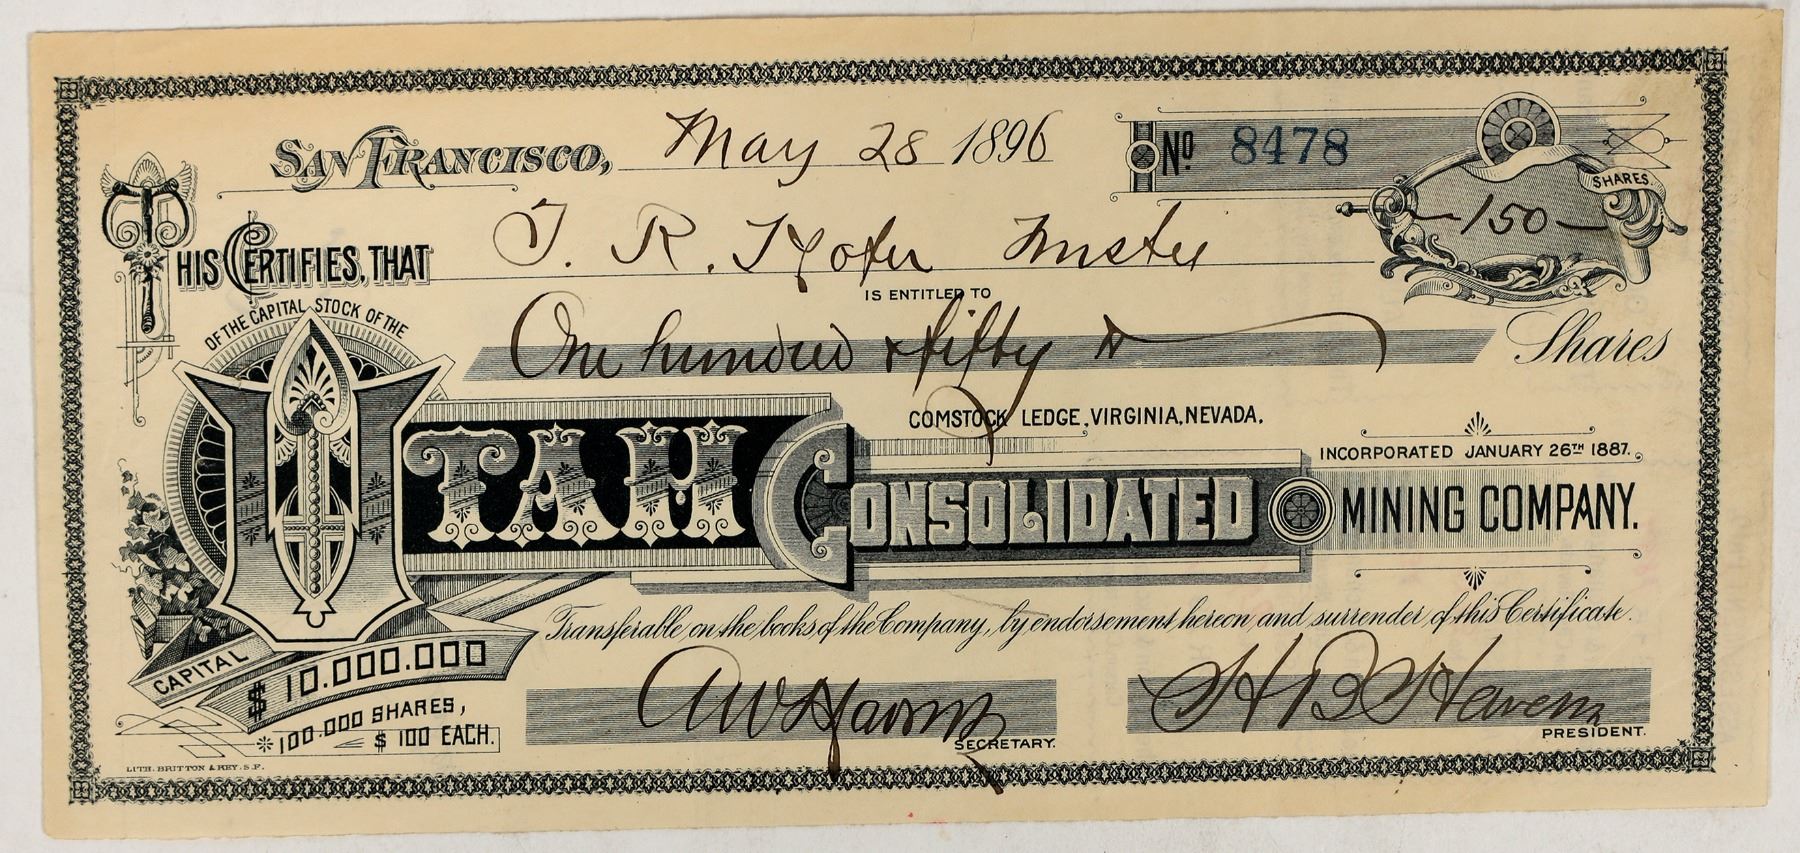 SAN FRANCISCO, May 28 1896
No 8478
150 SHARES.
THIS CERTIFIES, THAT T. R. Hofer Trustee
IS ENTITLED TO
One hundred & fifty Shares
OF THE CAPITAL STOCK OF THE
COMSTOCK LEDGE, VIRGINIA, NEVADA.
INCORPORATED JANUARY 26TH 1887.
UTAH CONSOLIDATED MINING COMPANY.
Transferable on the books of the Company, by endorsement hereon and surrender of this Certificate.
CAPITAL
$10.000.000
100.000 SHARES,
$100 EACH.
A W
SECRETARY.
H B Havens
PRESIDENT.
LITH. BRITTON & REY. S.F.